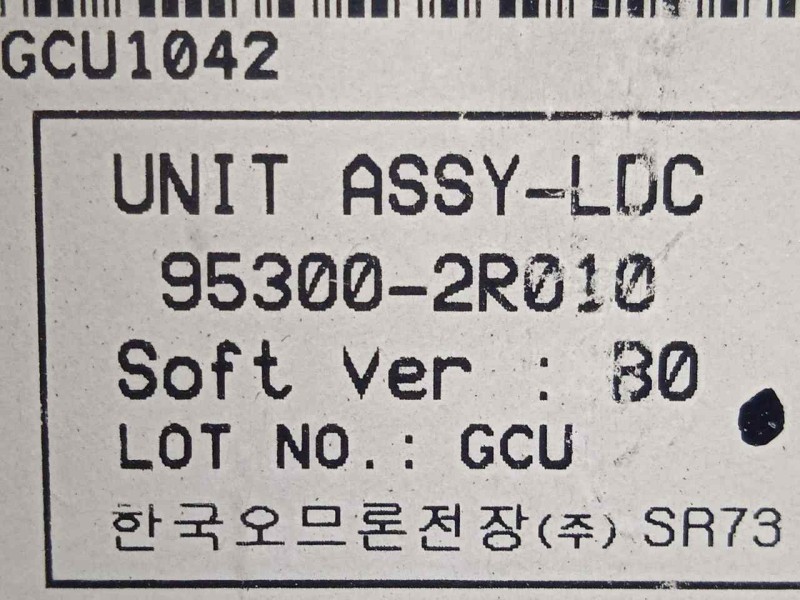 GCU1042
UNIT ASSY-LDC
95300-2R010
Soft Ver : B0
LOT NO.: GCU
한국오므론전장(주) SR73